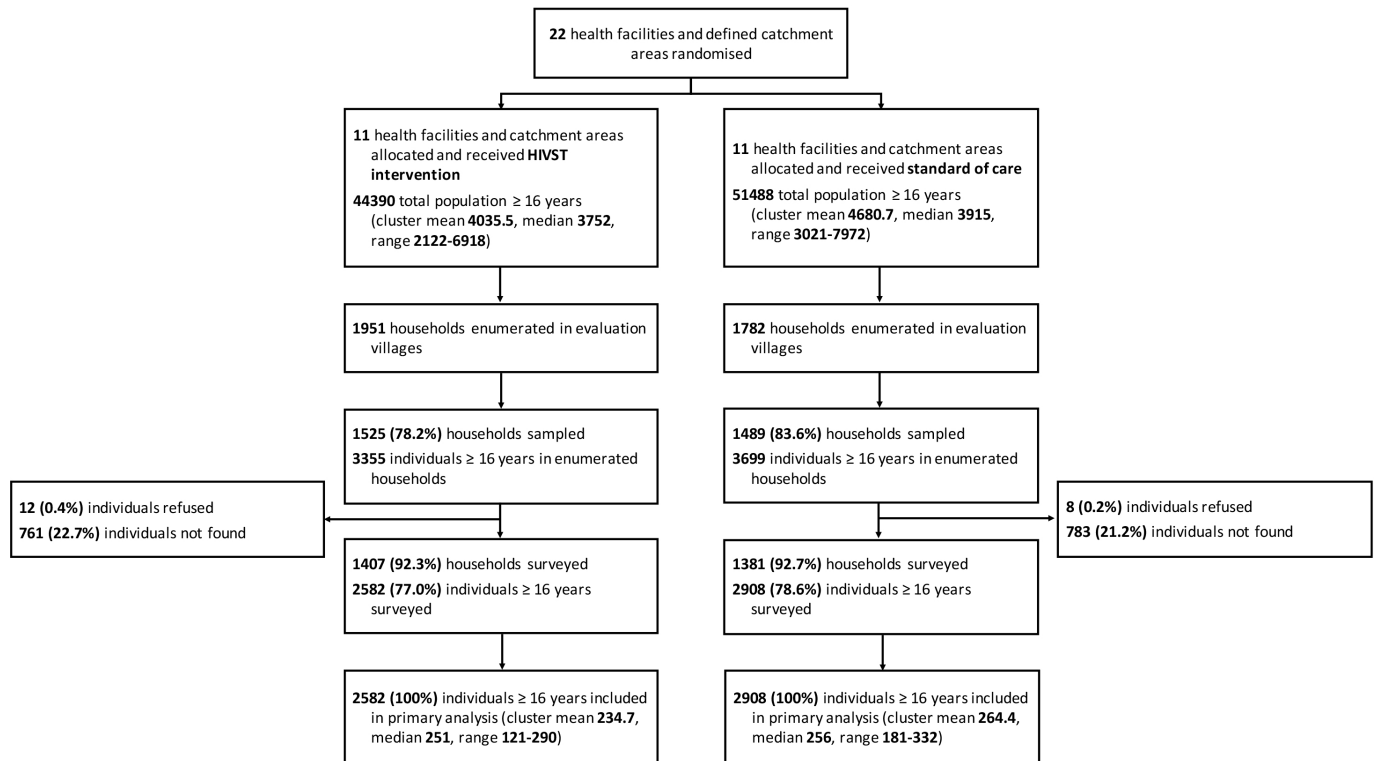 22 health facilities and defined catchment
areas randomised
11 health facilities and catchment areas
allocated and received HIVST
intervention
44390 total population ≥ 16 years
(cluster mean 4035.5, median 3752,
range 2122-6918)
11 health facilities and catchment areas
allocated and received standard of care
51488 total population ≥ 16 years
(cluster mean 4680.7, median 3915,
range 3021-7972)
1951 households enumerated in evaluation
villages
1782 households enumerated in evaluation
villages
1525 (78.2%) households sampled
3355 individuals ≥ 16 years in enumerated
households
1489 (83.6%) households sampled
3699 individuals ≥ 16 years in enumerated
households
12 (0.4%) individuals refused
761 (22.7%) individuals not found
8 (0.2%) individuals refused
783 (21.2%) individuals not found
1407 (92.3%) households surveyed
2582 (77.0%) individuals ≥ 16 years
surveyed
1381 (92.7%) households surveyed
2908 (78.6%) individuals ≥ 16 years
surveyed
2582 (100%) individuals ≥ 16 years included
in primary analysis (cluster mean 234.7,
median 251, range 121-290)
2908 (100%) individuals ≥ 16 years included
in primary analysis (cluster mean 264.4,
median 256, range 181-332)